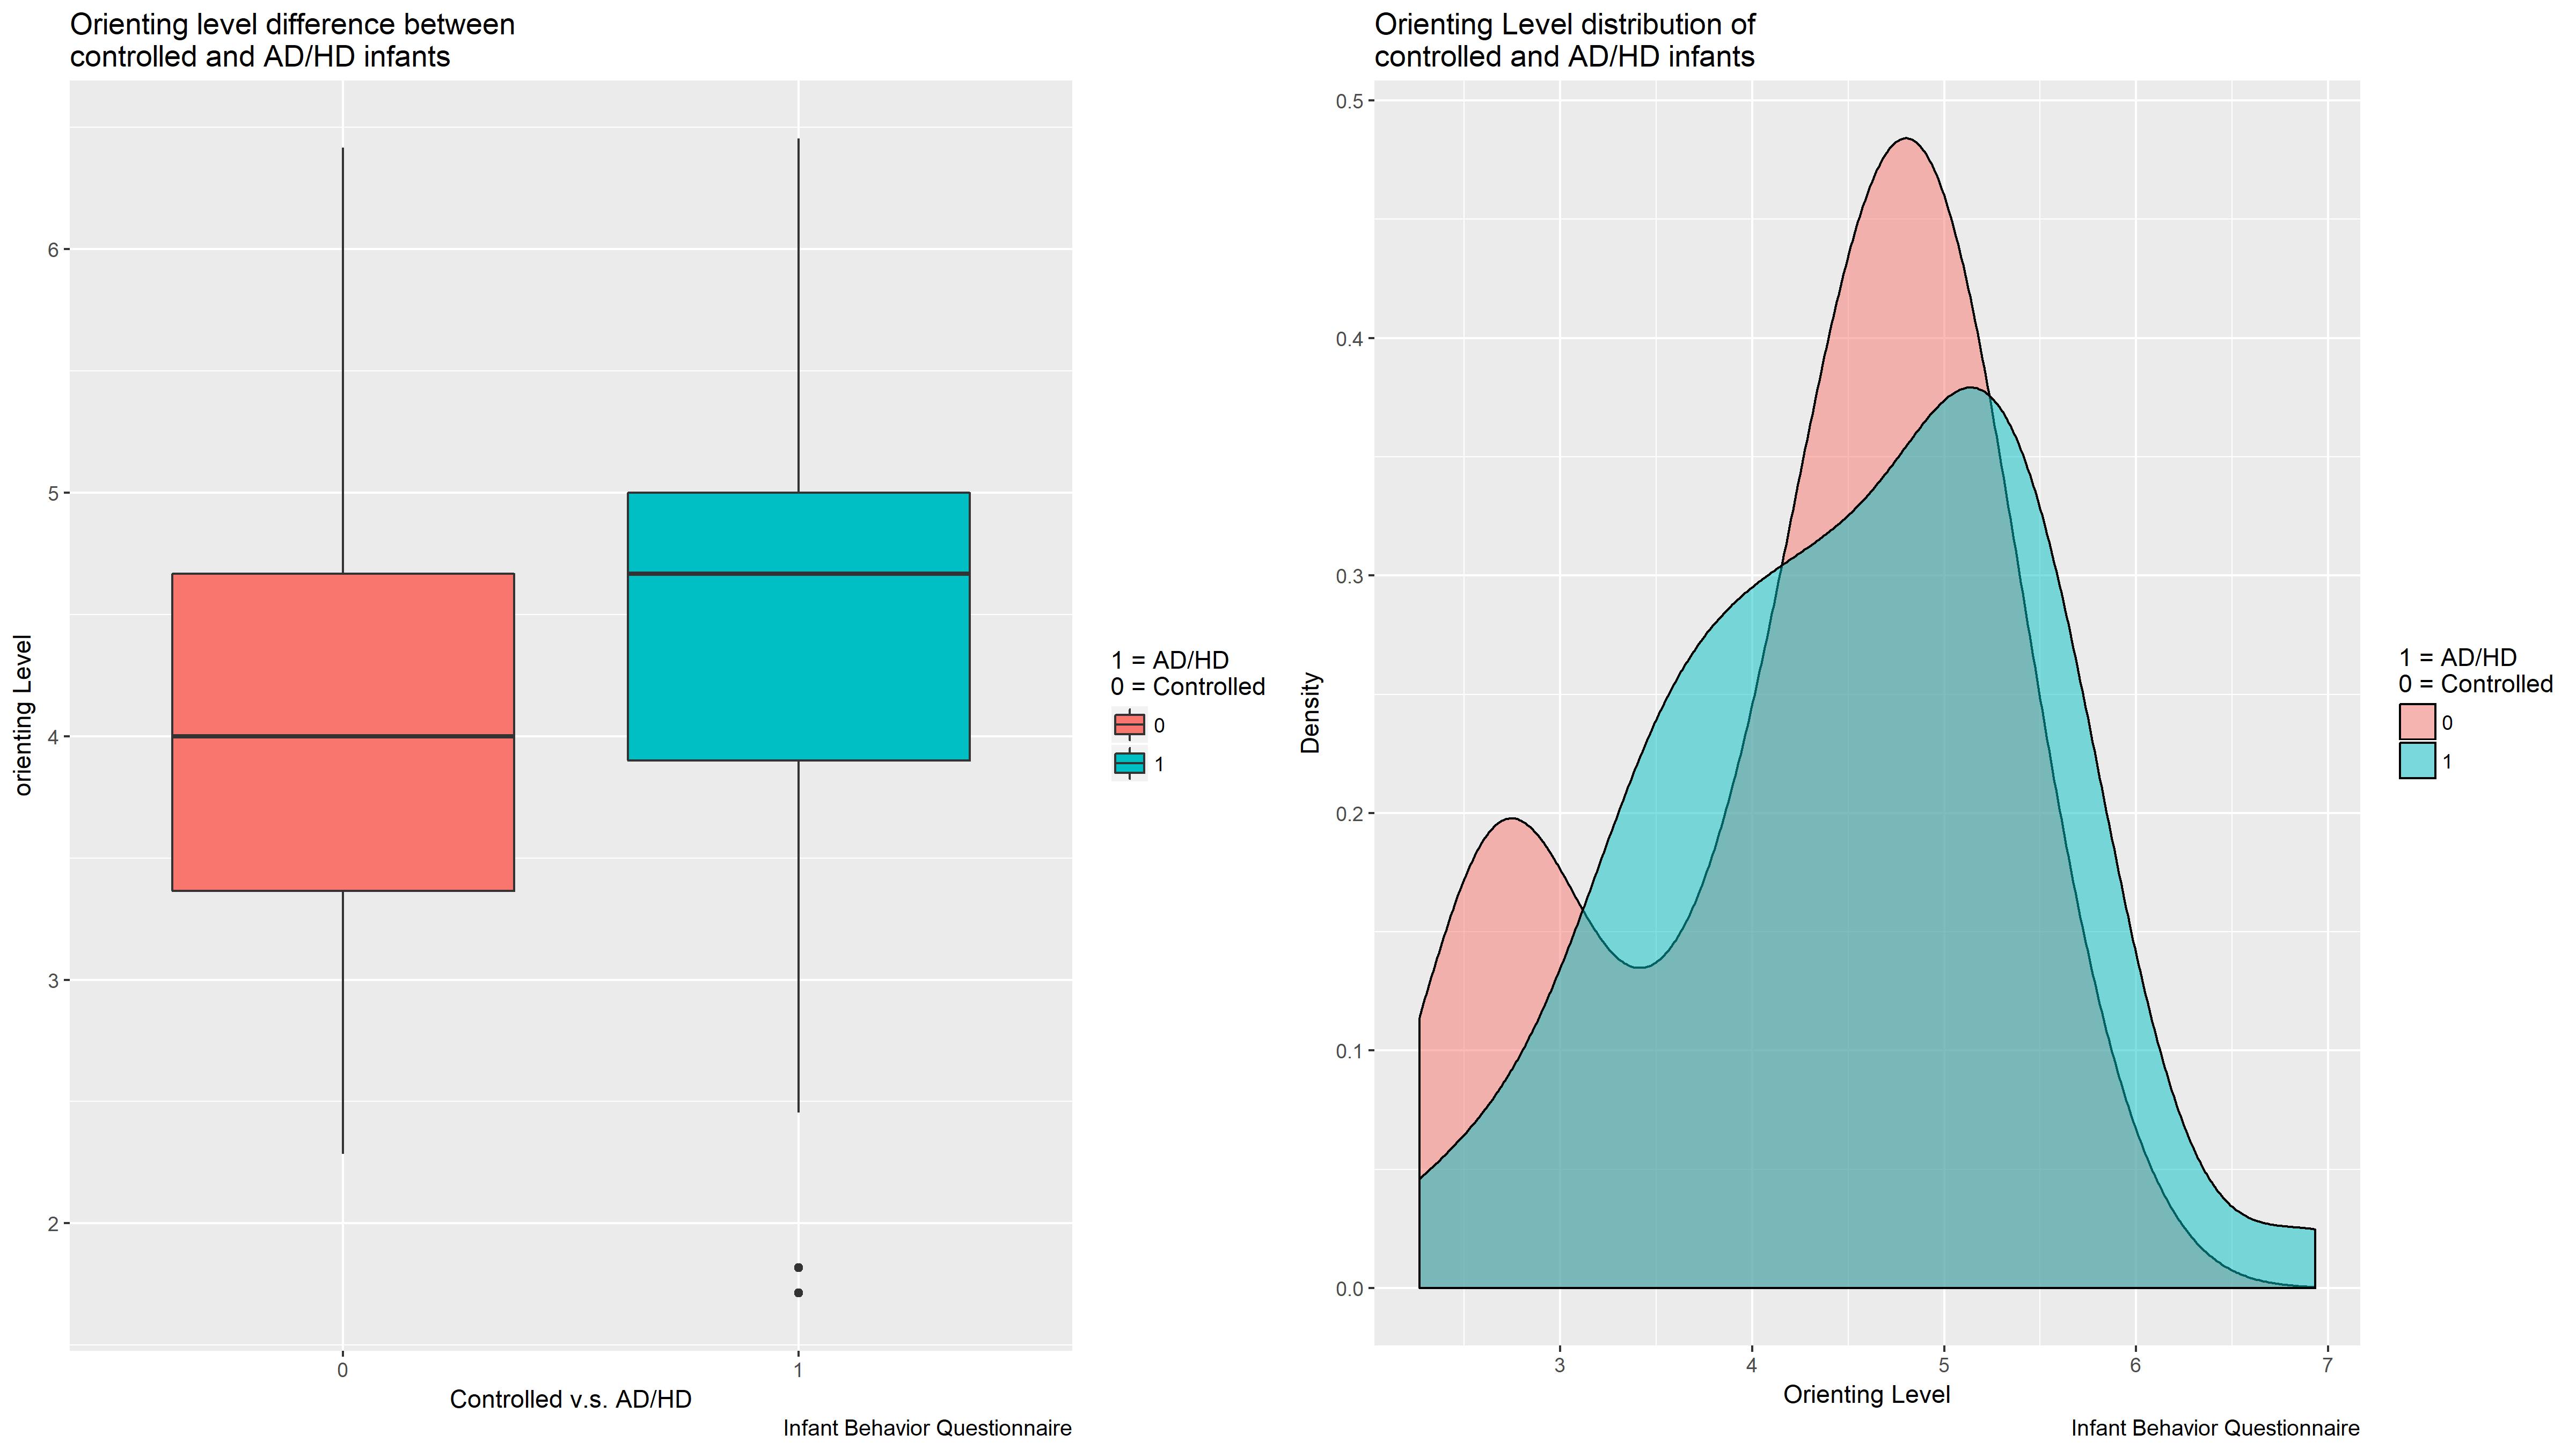 Orienting level difference between
controlled and AD/HD infants
orienting Level
6
5
4
3
2
0
1
Controlled v.s. AD/HD
Infant Behavior Questionnaire
1 = AD/HD
0 = Controlled
0
1
Orienting Level distribution of
controlled and AD/HD infants
Density
0.5
0.4
0.3
0.2
0.1
0.0
3
4
5
6
7
Orienting Level
Infant Behavior Questionnaire
1 = AD/HD
0 = Controlled
0
1